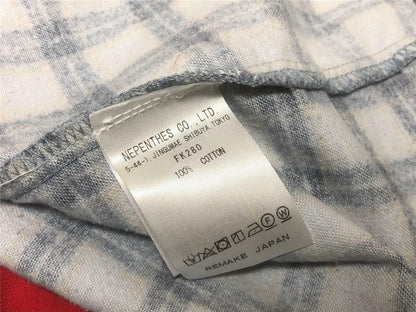 NEPENTHES CO., LTD.
5-44-1, JINGUMAE SHIBUYA, TOKYO
FK280
100% COTTON
REMAKE JAPAN